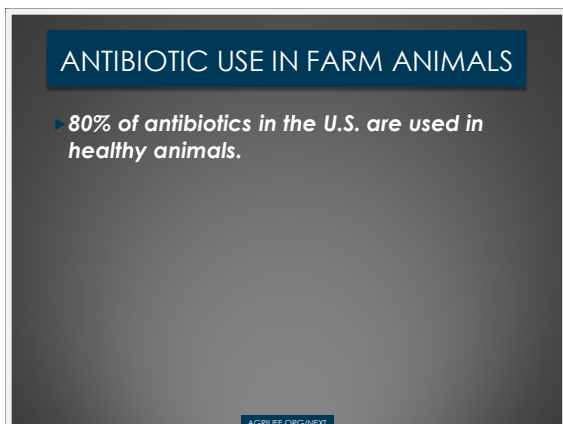 ANTIBIOTIC USE IN FARM ANIMALS
80% of antibiotics in the U.S. are used in
healthy animals.
AGRILIFE.ORG/NEXT